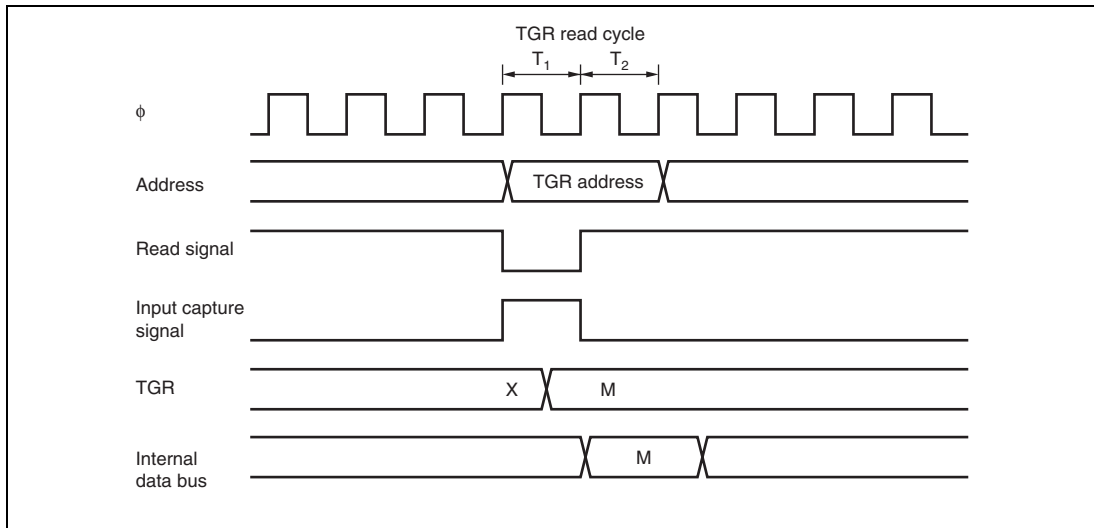 TGR read cycle
T1 T2
ϕ
Address
TGR address
Read signal
Input capture
signal
TGR
X
M
Internal
data bus
M